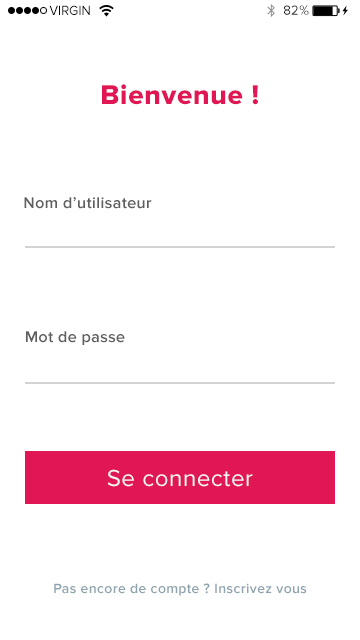 VIRGIN 82%
Bienvenue !
Nom d’utilisateur
Mot de passe
Se connecter
Pas encore de compte ? Inscrivez vous